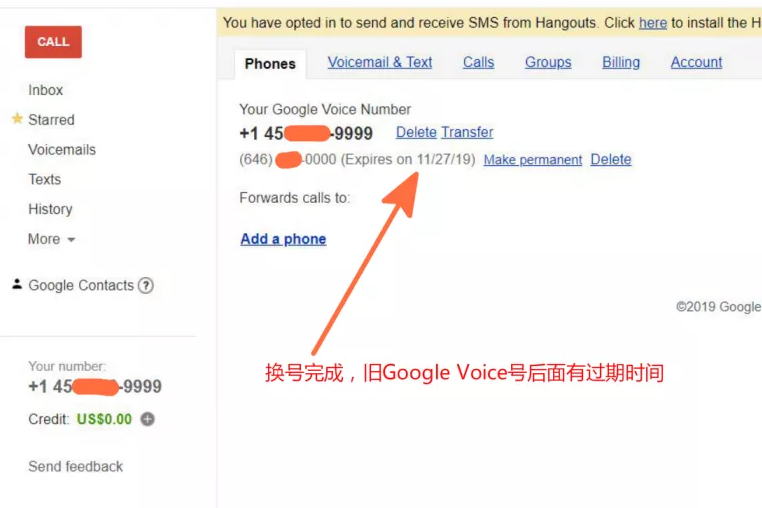 You have opted in to send and receive SMS from Hangouts. Click here to install the H
CALL
Inbox
Starred
Voicemails
Texts
History
More
Google Contacts ?
Your number:
+1 45 -9999
Credit: US$0.00
Send feedback
Phones Voicemail & Text Calls Groups Billing Account
Your Google Voice Number
+1 45 -9999 Delete Transfer
(646) -0000 (Expires on 11/27/19) Make permanent Delete
Forwards calls to:
Add a phone
©2019 Google
换号完成，旧Google Voice号后面有过期时间